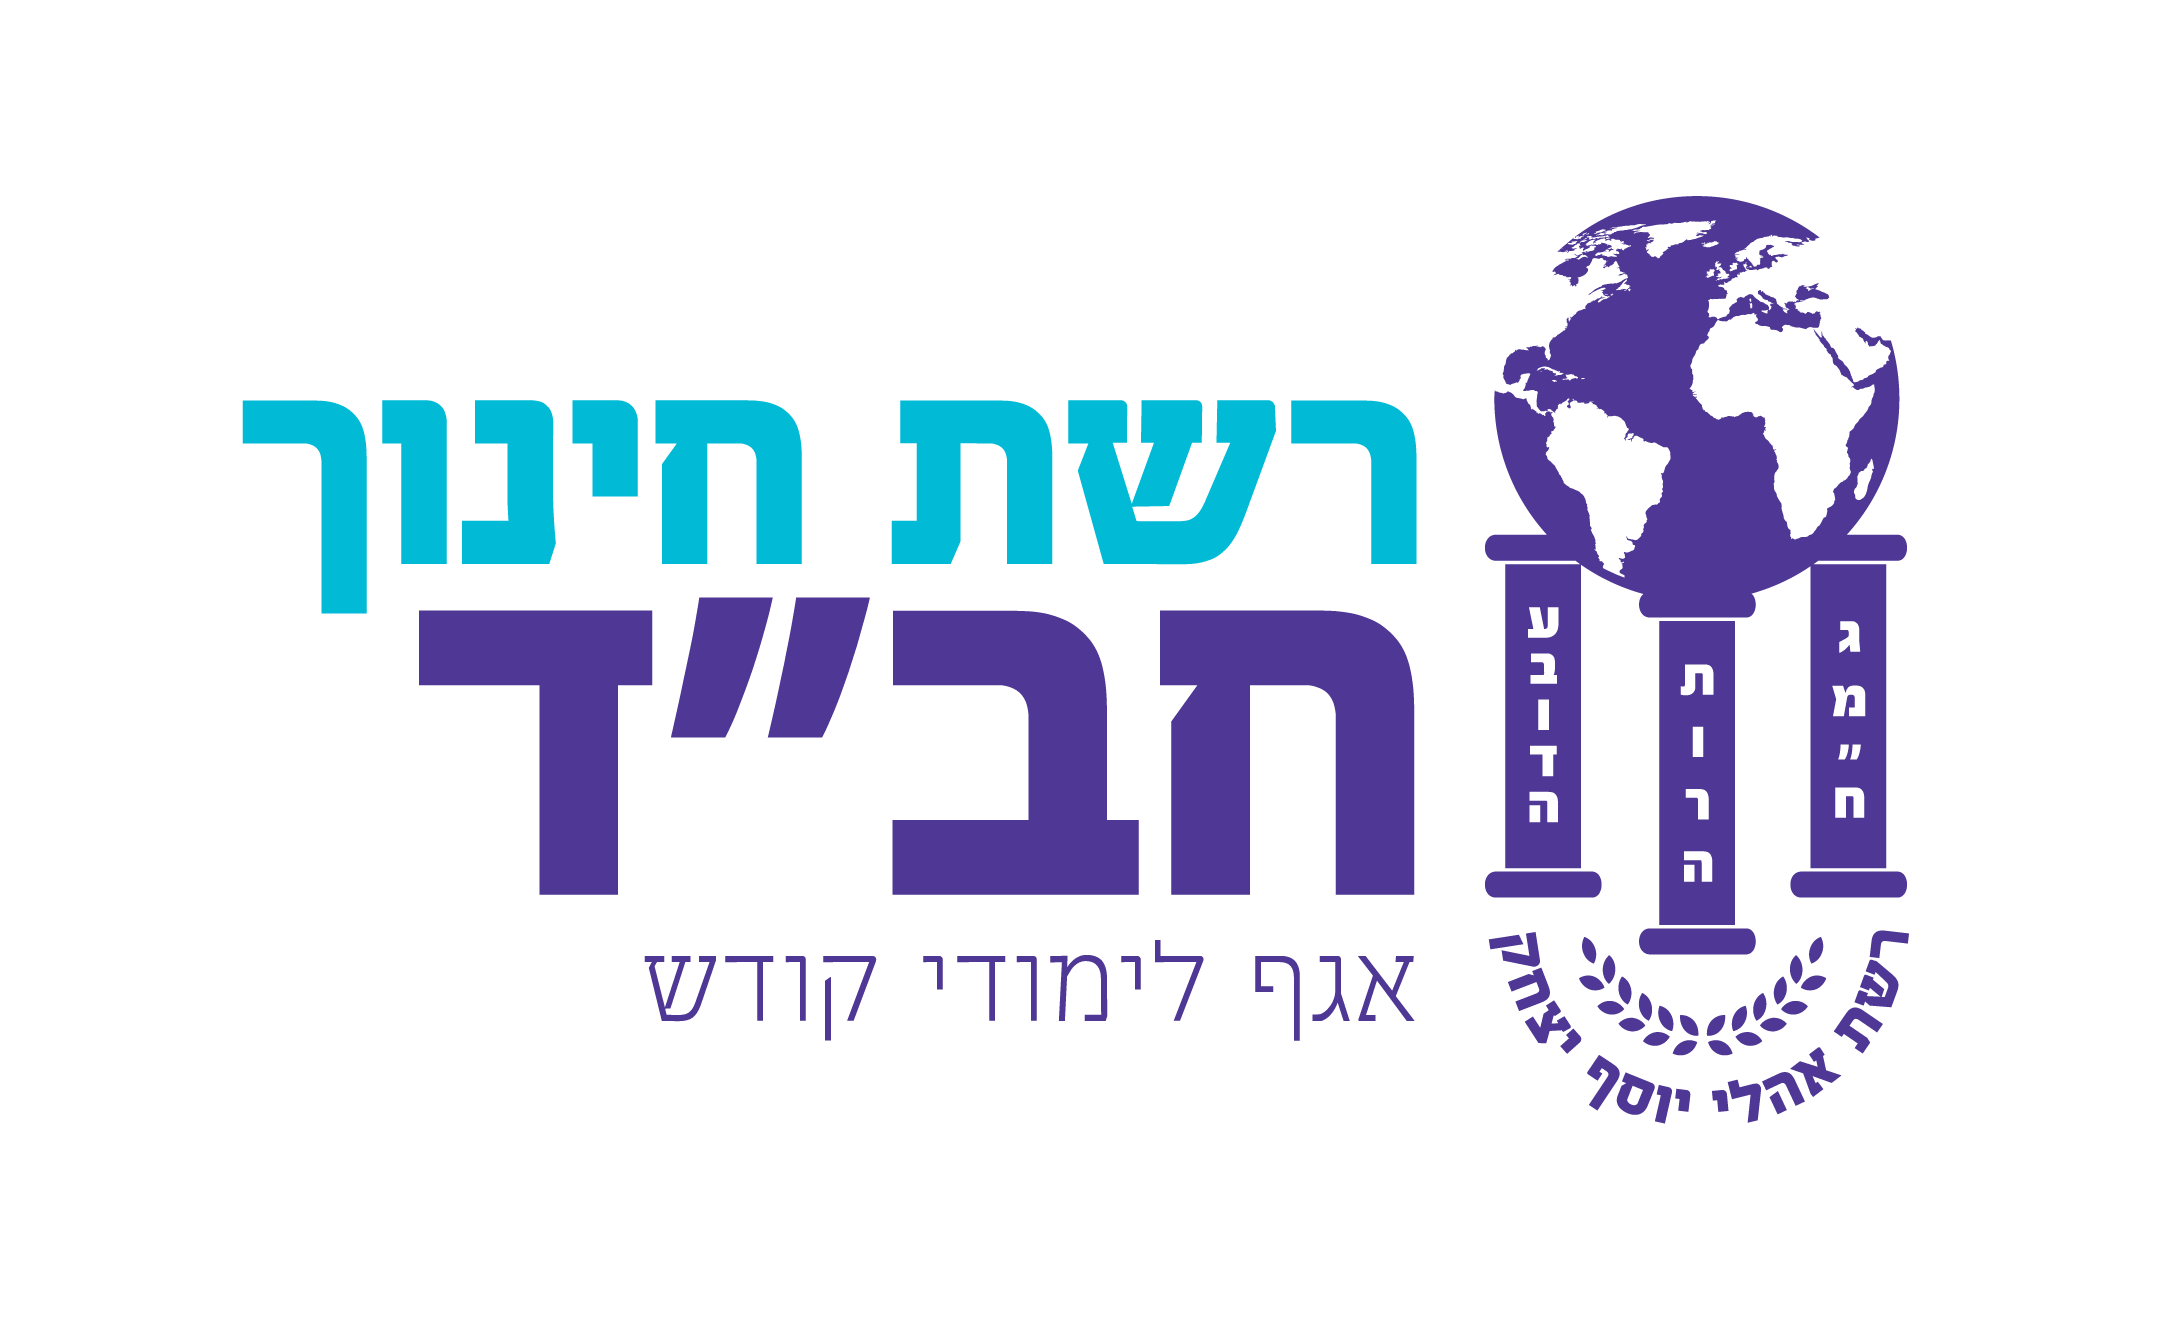 רשת חינוך
חב״ד
אגף לימודי קודש
גמ״ח
תורה
עבודה
רשת אהלי יוסף יצחק